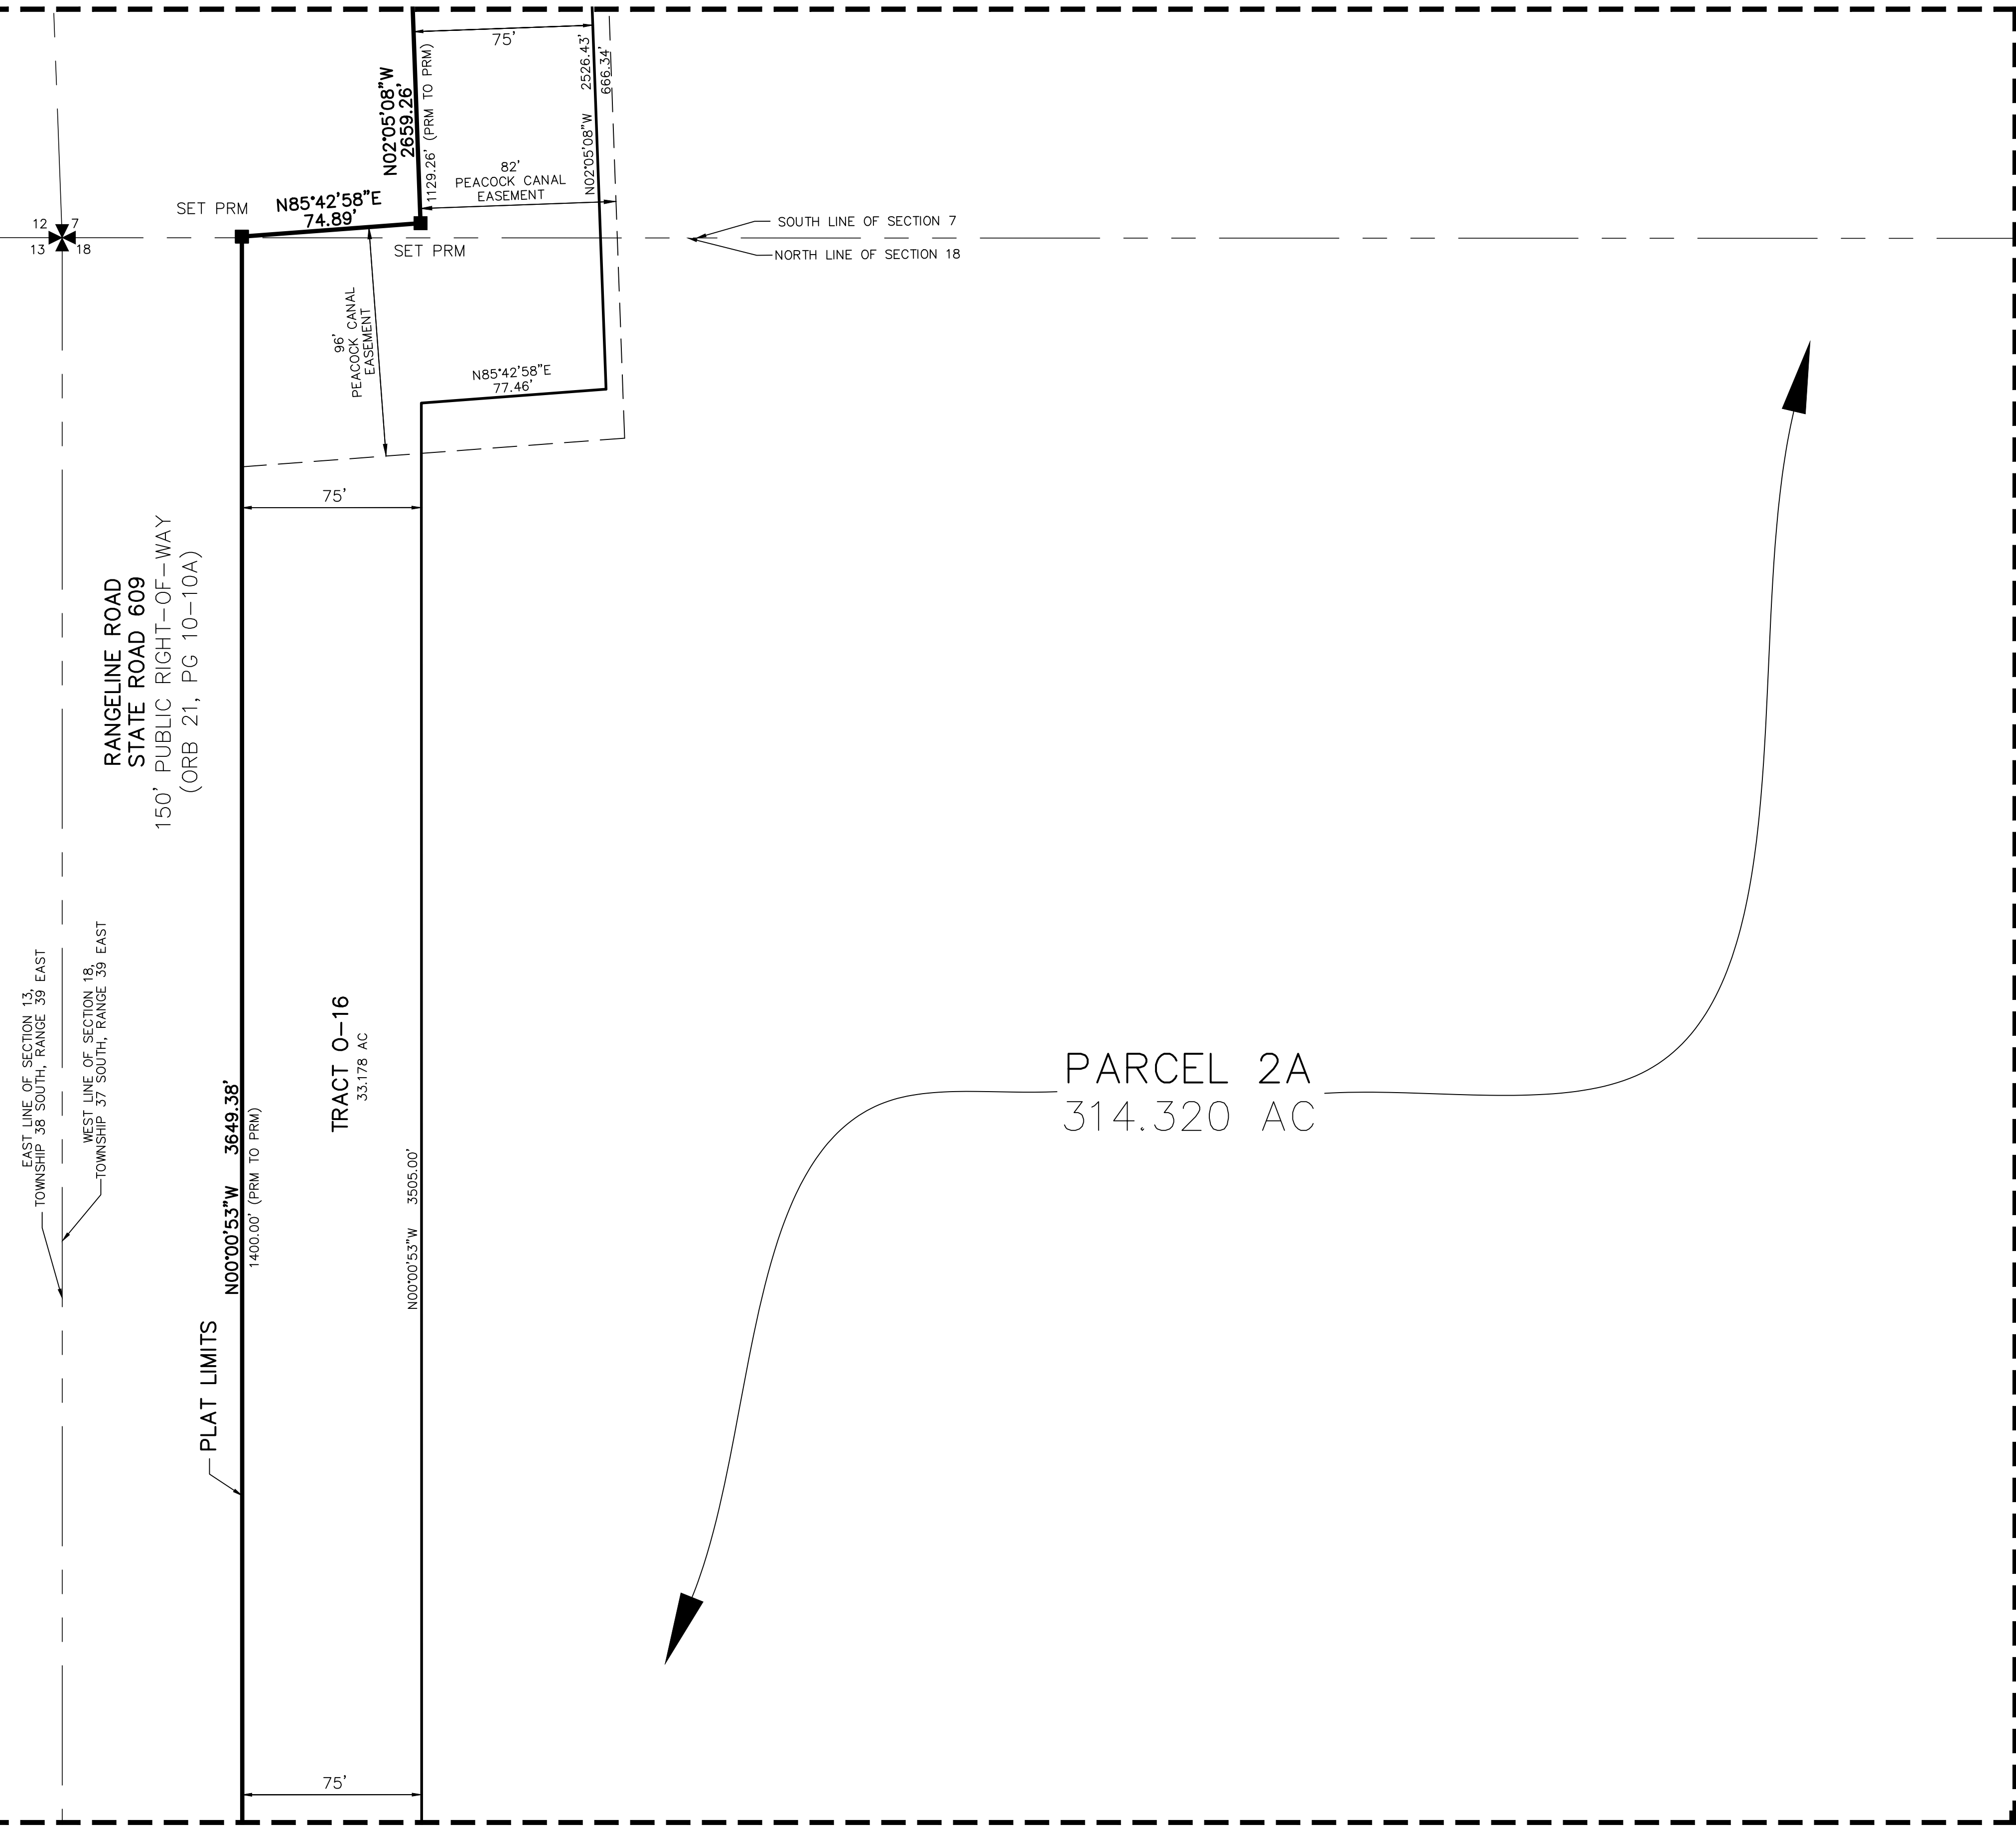 75'
N02°05'08"W
2659.26'
1129.26' (PRM TO PRM)
2526.43'
N02°05'08"W
666.34'
82'
PEACOCK CANAL
EASEMENT
SET PRM
N85°42'58"E
74.89'
12
7
13
18
SET PRM
SOUTH LINE OF SECTION 7
NORTH LINE OF SECTION 18
96'
PEACOCK CANAL
EASEMENT
N85°42'58"E
77.46'
75'
RANGELINE ROAD
STATE ROAD 609
150' PUBLIC RIGHT-OF-WAY
(ORB 21, PG 10-10A)
EAST LINE OF SECTION 13,
TOWNSHIP 38 SOUTH, RANGE 39 EAST
WEST LINE OF SECTION 18,
TOWNSHIP 37 SOUTH, RANGE 39 EAST
TRACT O-16
33.178 AC
N00°00'53"W 3649.38'
1400.00' (PRM TO PRM)
N00°00'53"W 3505.00'
PARCEL 2A
314.320 AC
PLAT LIMITS
75'